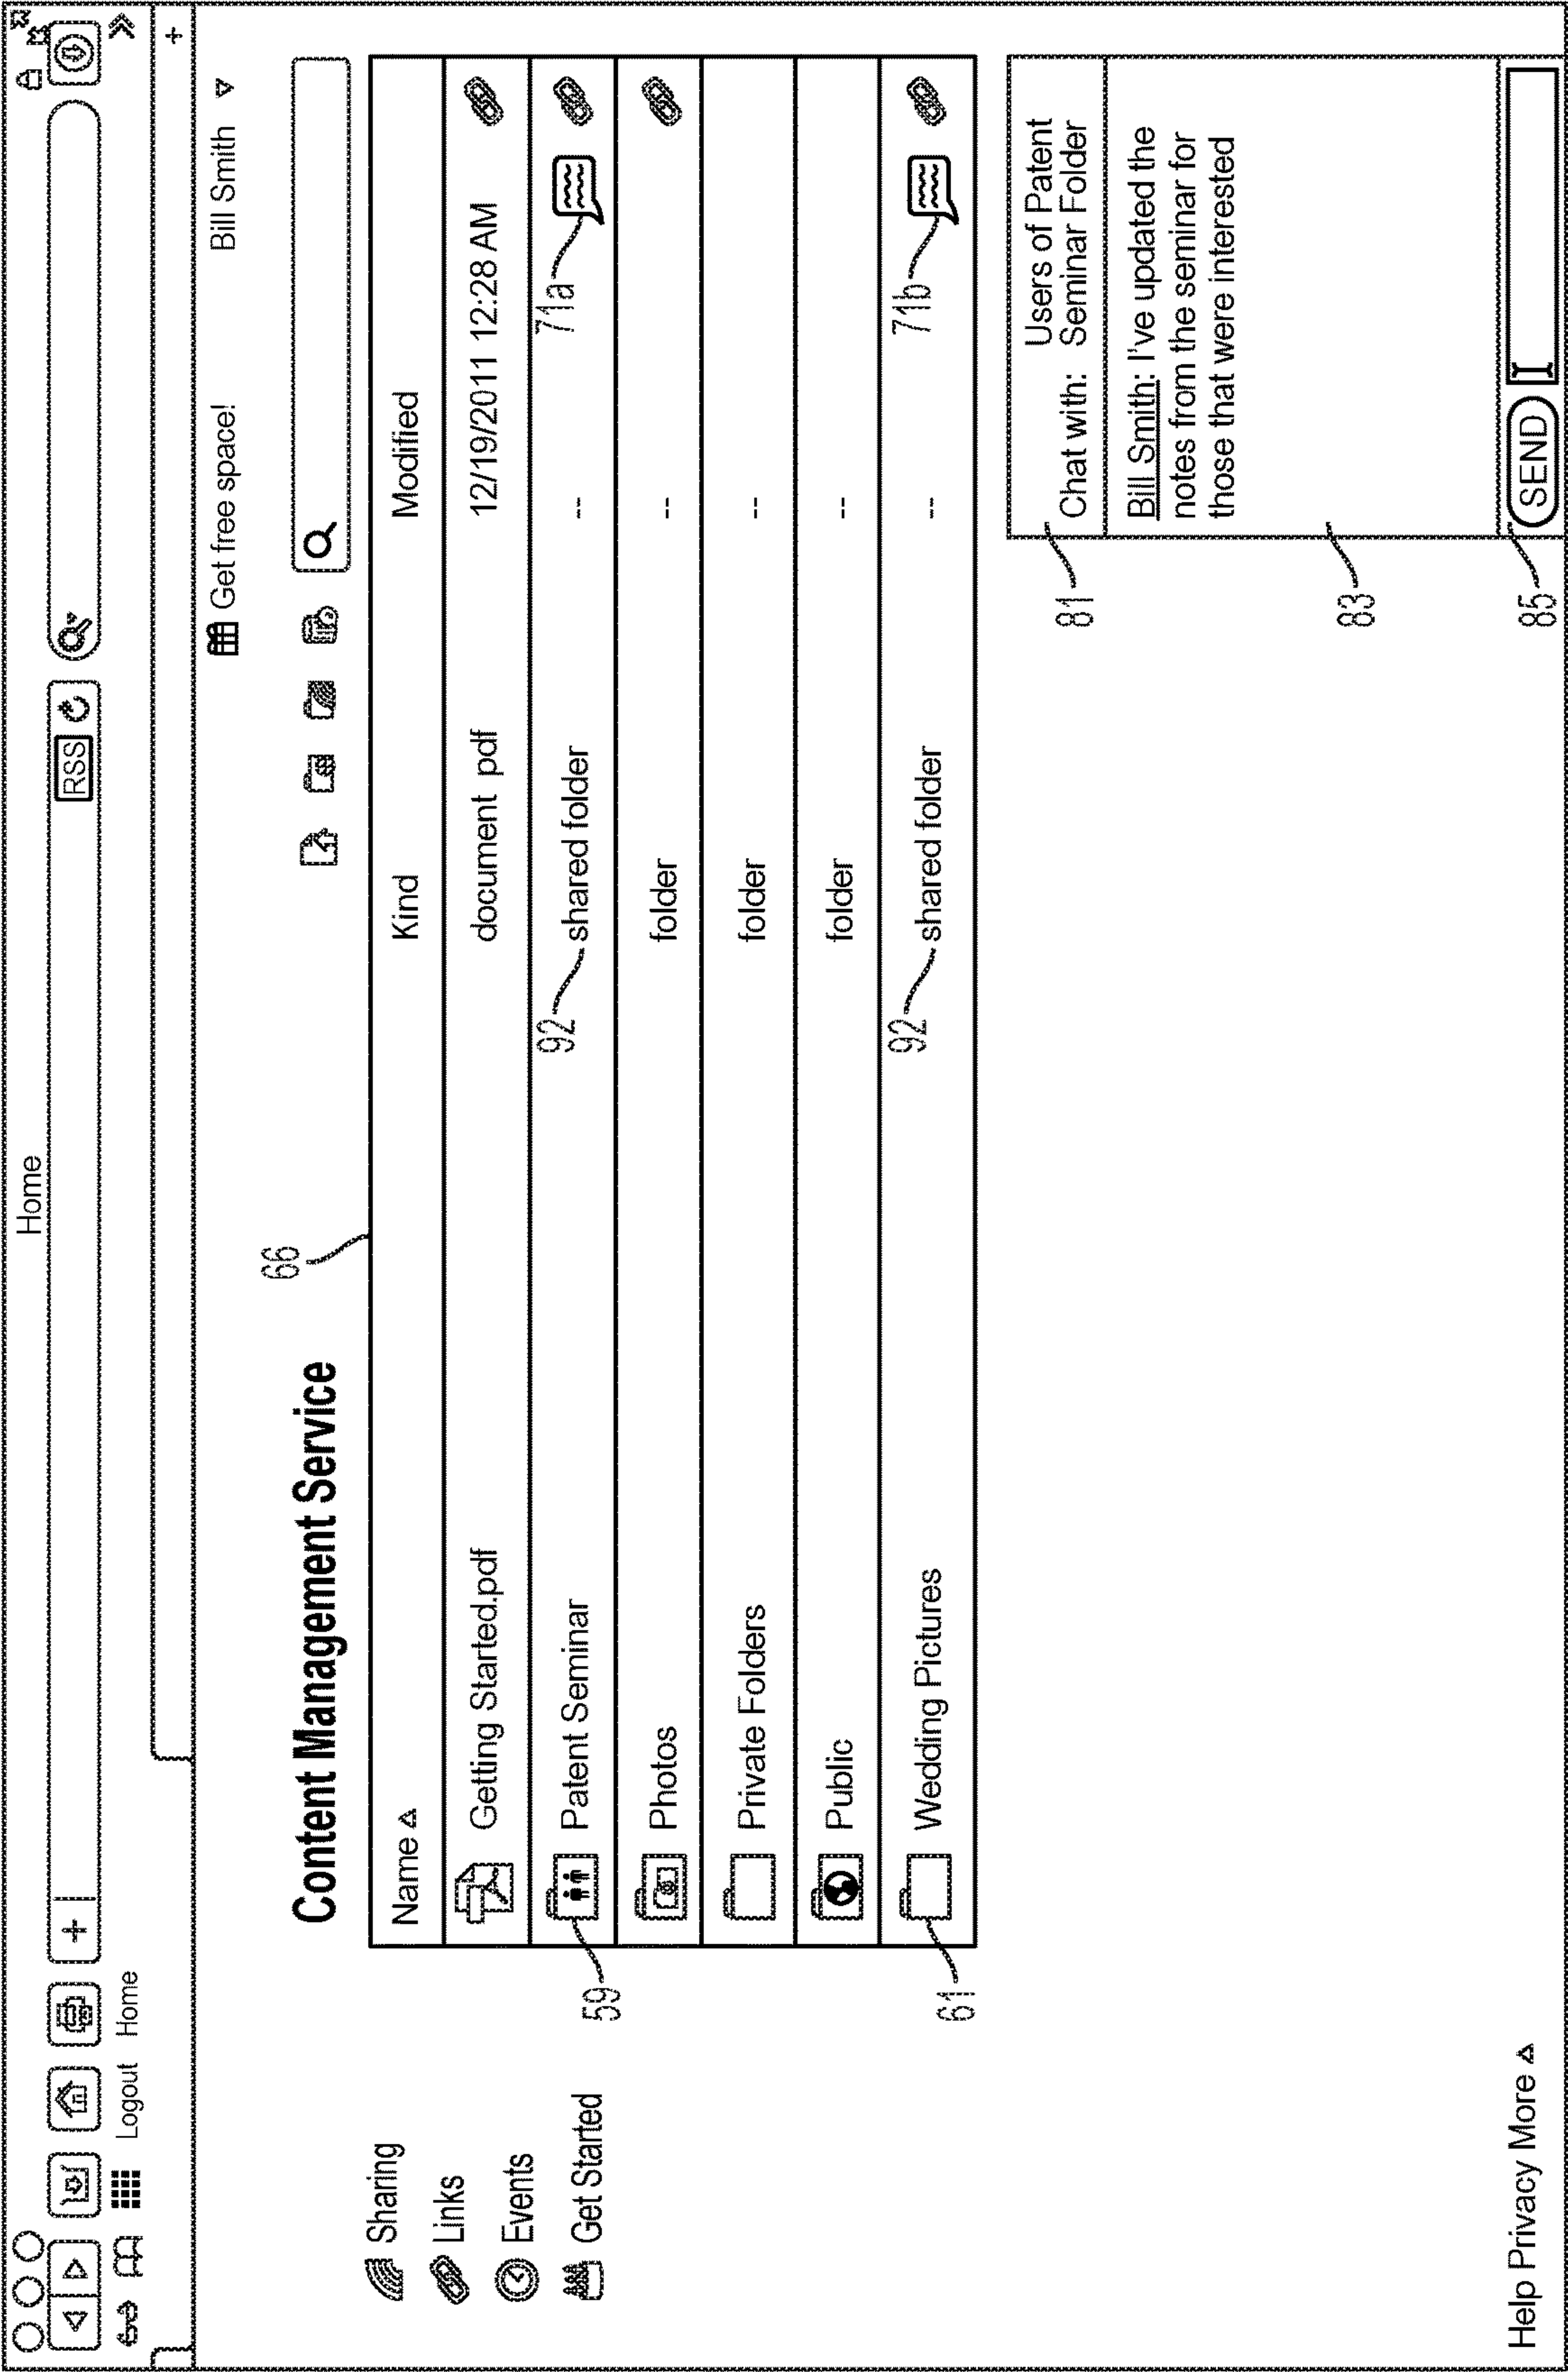 Home
+
RSS
Logout Home
+
Get free space! Bill Smith
Content Management Service
66
Sharing
Links
Events
Get Started
Name Kind Modified
Getting Started.pdf document pdf 12/19/2011 12:28 AM
59 Patent Seminar 92 shared folder -- 71a
Photos folder --
Private Folders folder --
Public folder --
61 Wedding Pictures 92 shared folder -- 71b
81 Chat with: Users of Patent
Seminar Folder
Bill Smith: I've updated the
notes from the seminar for
those that were interested
83
85 SEND
Help Privacy More